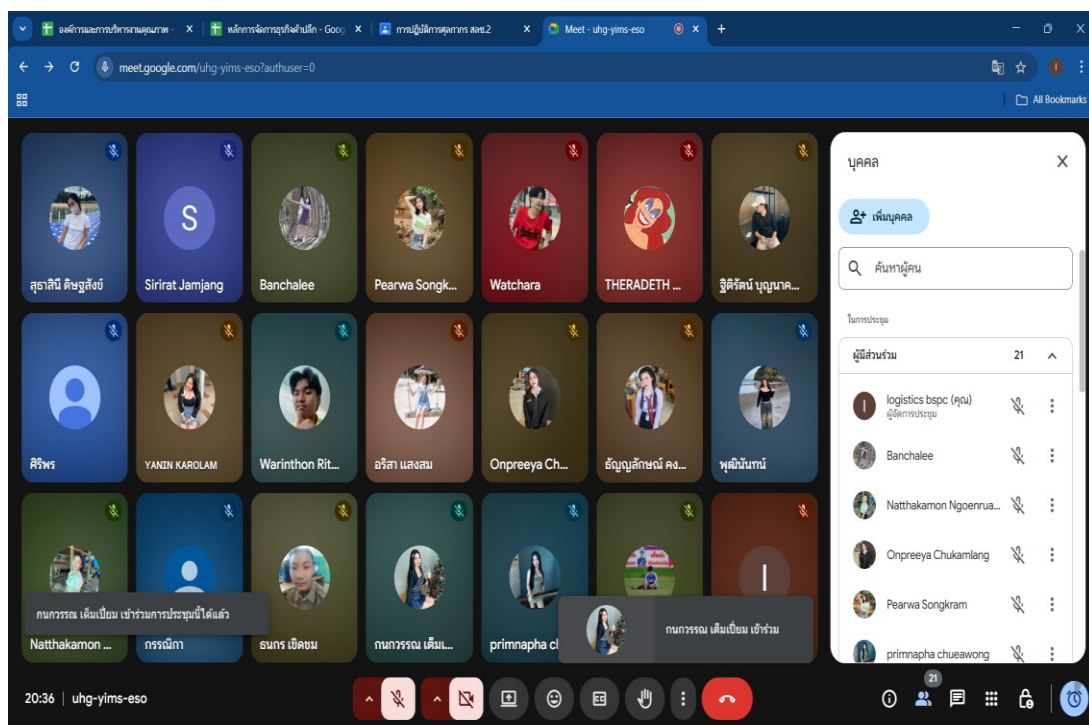 องค์การและการบริหารงานคุณภาพ -
หลักการจัดการธุรกิจค้าปลีก - Goog
การปฏิบัติการศุลกากร สลข.2
Meet - uhg-yims-eso
meet.google.com/uhg-yims-eso?authuser=0
All Bookmarks
สุธาสินี ดิษฐสังข์
S
Sirirat Jamjang
Banchalee
Pearwa Songk...
Watchara
THERADETH ...
ฐิติรัตน์ บุญนาค...
ศิริพร
YANIN KAROLAM
Warinthon Rit...
อริสา แสงสม
Onpreeya Ch...
ธัญญลักษณ์ คง...
พุฒินันทน์
กนกวรรณ เต็มเปี่ยม เข้าร่วมการประชุมนี้ได้แล้ว
Natthakamon ...
กรรณิกา
ธนกร เขิดชม
กนกวรรณ เต็มเ...
primnapha cl
I
กนกวรรณ เต็มเปี่ยม เข้าร่วม
บุคคล
เพิ่มบุคคล
ค้นหาผู้คน
ในการประชุม
ผู้มีส่วนร่วม 21
I
logistics bspc (คุณ)
ผู้จัดการประชุม
Banchalee
Natthakamon Ngoenrua...
Onpreeya Chukamlang
Pearwa Songkram
primnapha chueawong
20:36 | uhg-yims-eso
21